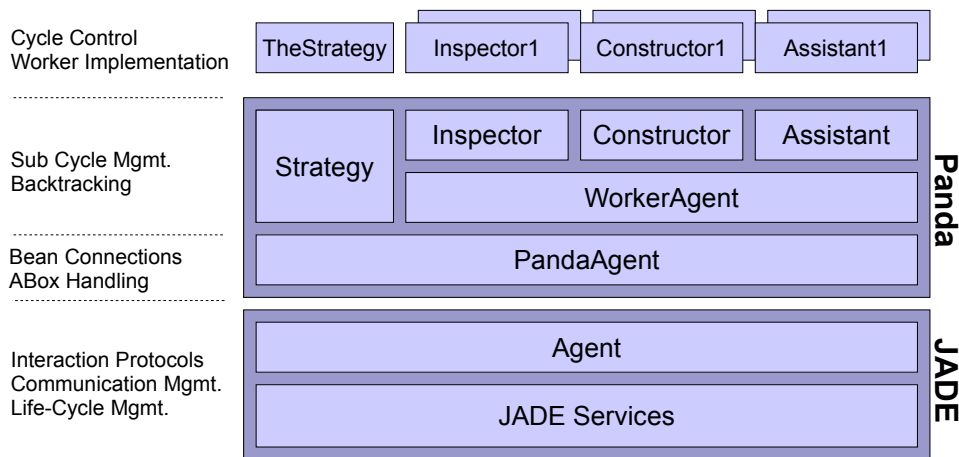 Cycle Control
Worker Implementation
TheStrategy
Inspector1
Constructor1
Assistant1
Sub Cycle Mgmt.
Backtracking
Strategy
Inspector
Constructor
Assistant
WorkerAgent
Panda
Bean Connections
ABox Handling
PandaAgent
Interaction Protocols
Communication Mgmt.
Life-Cycle Mgmt.
Agent
JADE Services
JADE